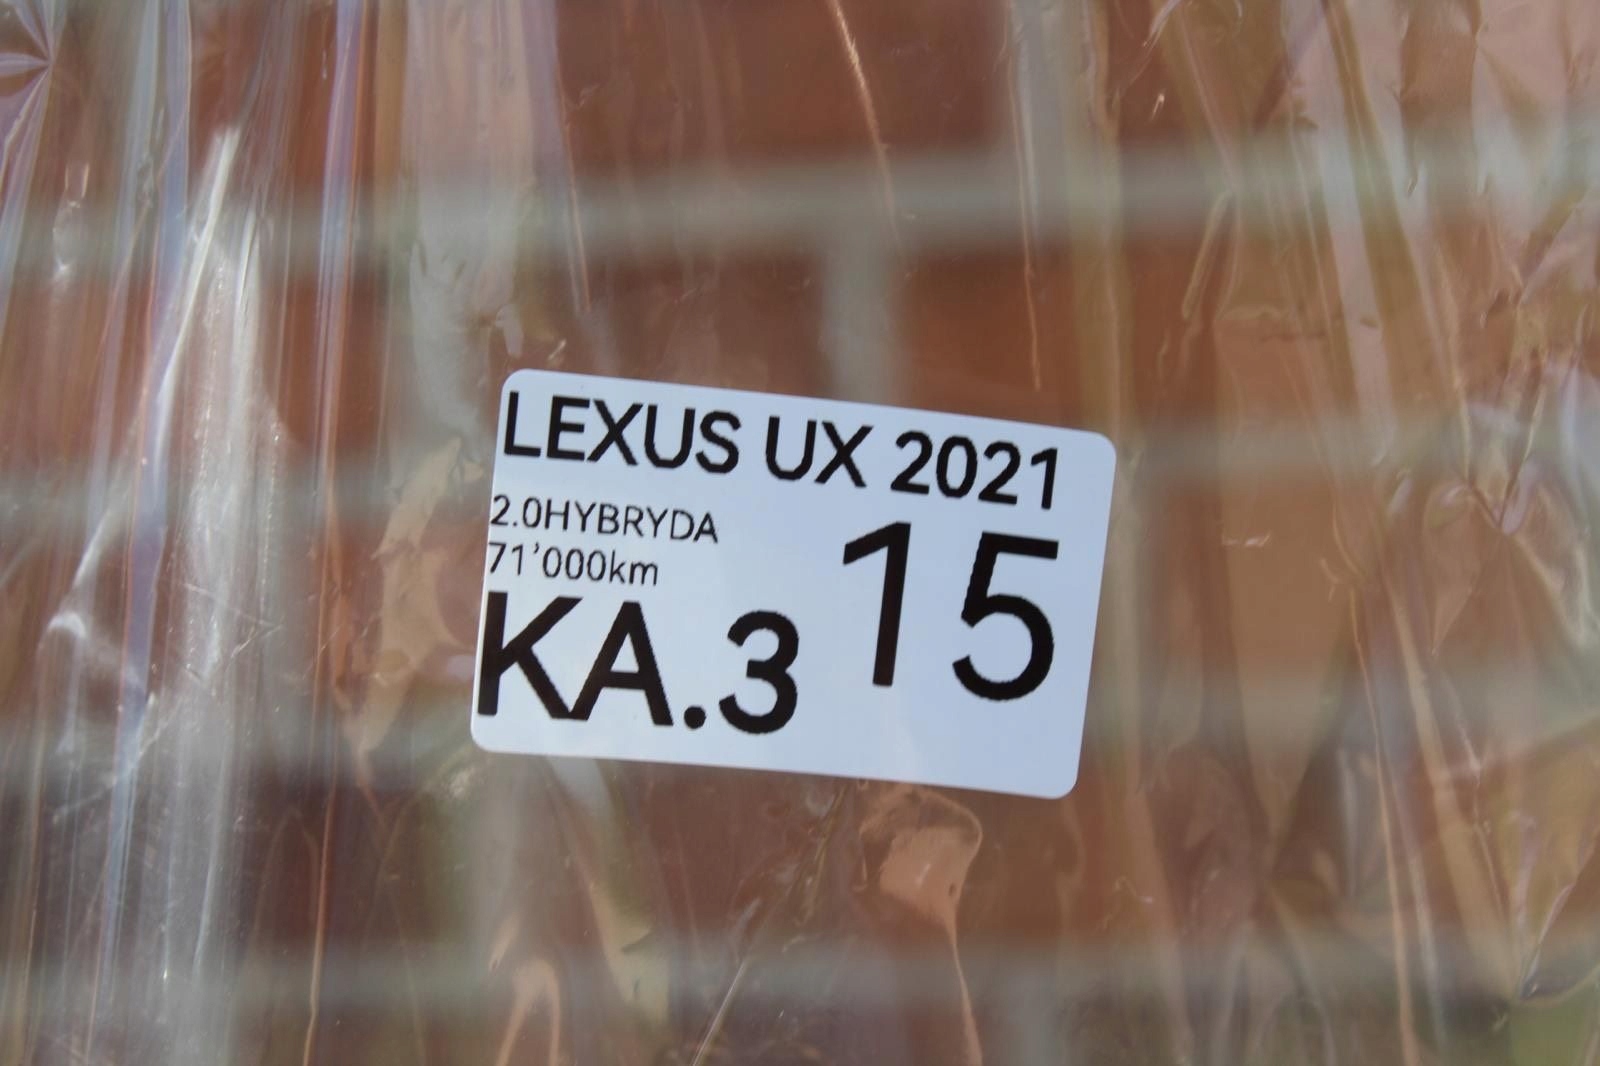 LEXUS UX 2021
2.0HYBRYDA
71'000km
KA.3
15